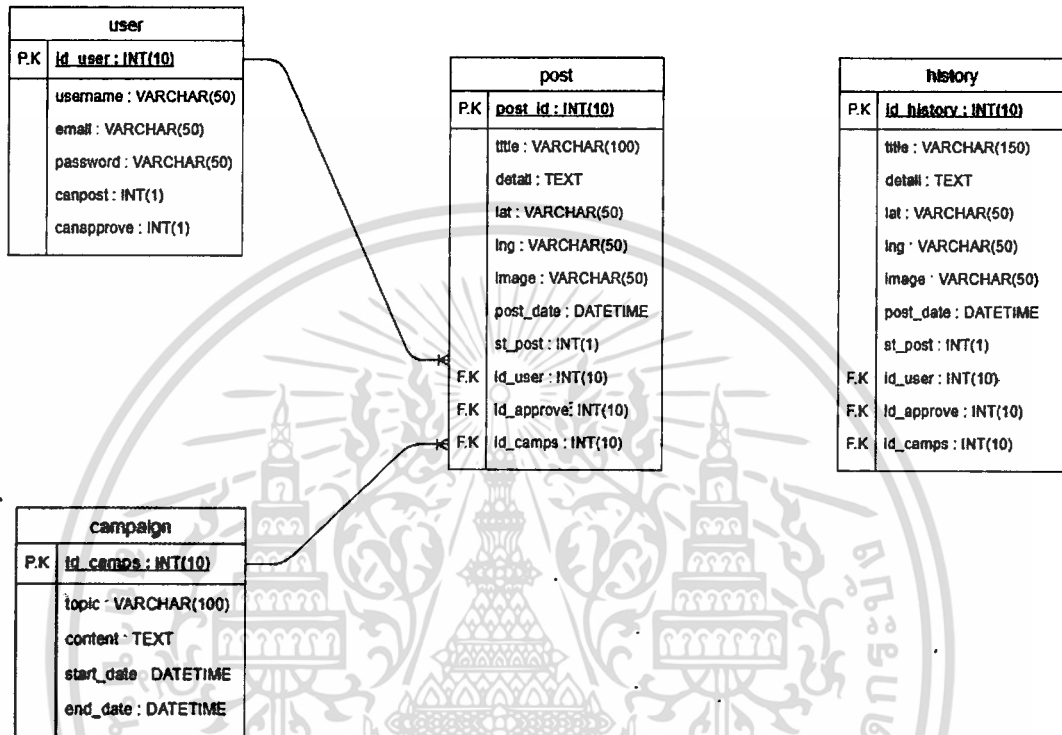 user
P.K id_user : INT(10)
username : VARCHAR(50)
email : VARCHAR(50)
password : VARCHAR(50)
canpost : INT(1)
canapprove : INT(1)
post
P.K post_id : INT(10)
title : VARCHAR(100)
detail : TEXT
lat : VARCHAR(50)
lng : VARCHAR(50)
image : VARCHAR(50)
post_date : DATETIME
st_post : INT(1)
F.K id_user : INT(10)
F.K id_approve : INT(10)
F.K id_camps : INT(10)
history
P.K id_history : INT(10)
title : VARCHAR(150)
detail : TEXT
lat : VARCHAR(50)
lng : VARCHAR(50)
image : VARCHAR(50)
post_date : DATETIME
st_post : INT(1)
F.K id_user : INT(10)
F.K id_approve : INT(10)
F.K id_camps : INT(10)
campaign
P.K id_camps : INT(10)
topic : VARCHAR(100)
content : TEXT
start_date : DATETIME
end_date : DATETIME